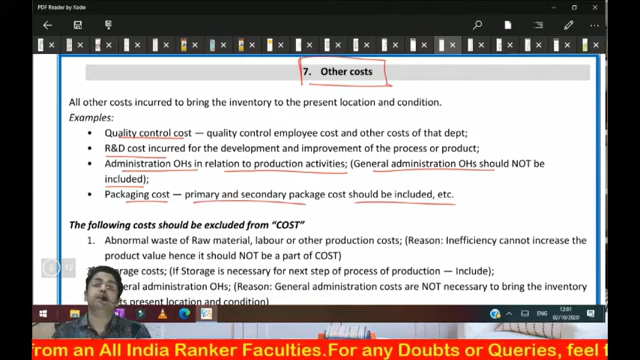 PDF Reader by Xodo
7. Other costs
All other costs incurred to bring the inventory to the present location and condition.
Examples:
• Quality control cost — quality control employee cost and other costs of that dept;
• R&D cost incurred for the development and improvement of the process or product;
• Administration OHs in relation to production activities; (General administration OHs should NOT be
included);
• Packaging cost — primary and secondary package cost should be included, etc.
The following costs should be excluded from “COST”
1. Abnormal waste of Raw material, labour or other production costs; (Reason: Inefficiency cannot increase the
product value hence it should NOT be a part of COST)
orage costs; (If Storage is necessary for next step of process of production — Include);
eral administration OHs; (Reason: General administration costs are NOT necessary to bring the inventory
ts present location and condition)
12:01
02/10/2020
from an All India Ranker Faculties.For any Doubts or Queries, feel f